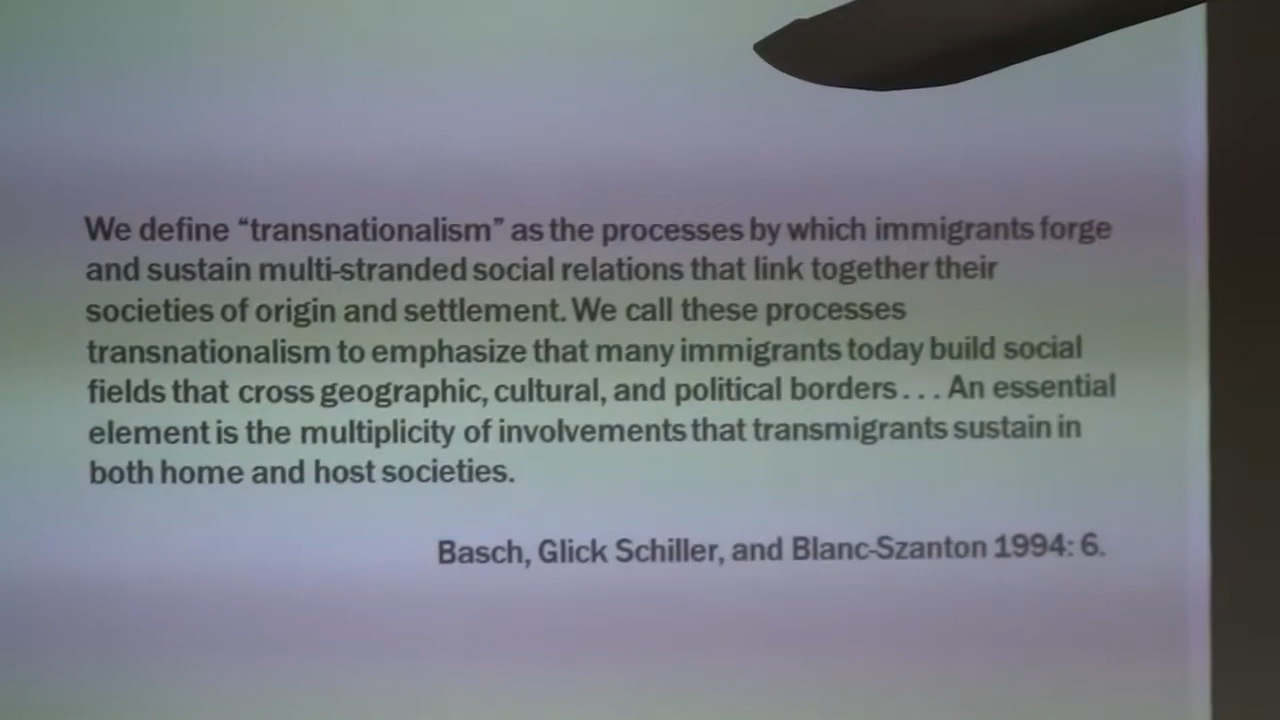 We define “transnationalism” as the processes by which immigrants forge
and sustain multi-stranded social relations that link together their
societies of origin and settlement. We call these processes
transnationalism to emphasize that many immigrants today build social
fields that cross geographic, cultural, and political borders . . . An essential
element is the multiplicity of involvements that transmigrants sustain in
both home and host societies.
Basch, Glick Schiller, and Blanc-Szanton 1994: 6.